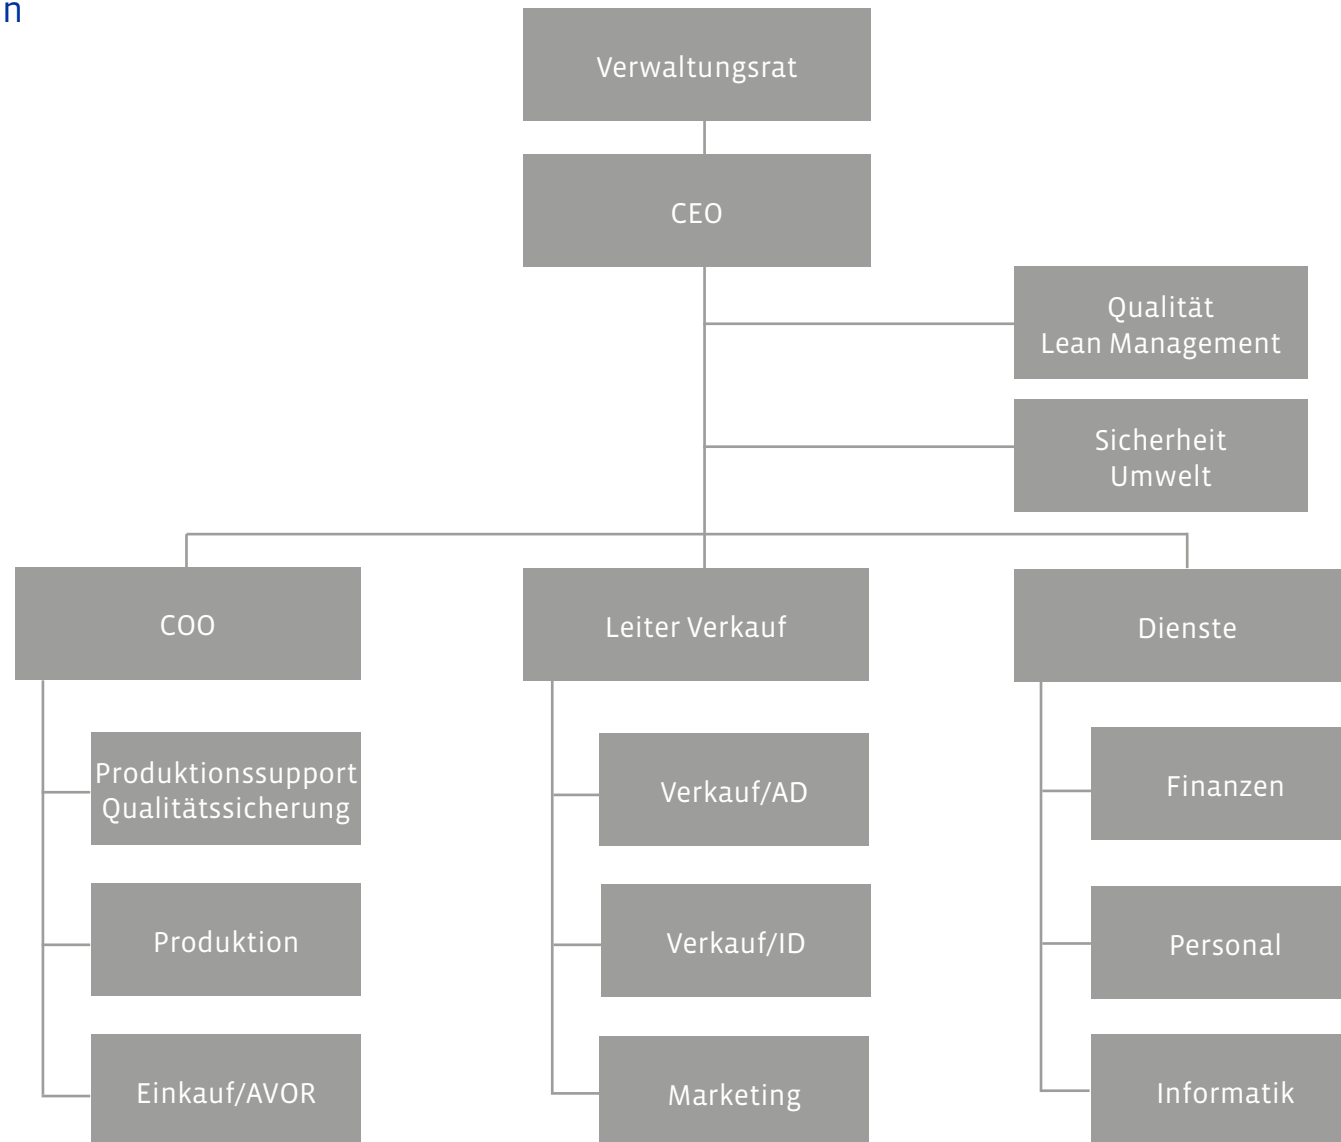 n
Verwaltungsrat
CEO
Qualität
Lean Management
Sicherheit
Umwelt
COO
Leiter Verkauf
Dienste
Produktionssupport
Qualitätssicherung
Verkauf/AD
Finanzen
Produktion
Verkauf/ID
Personal
Einkauf/AVOR
Marketing
Informatik